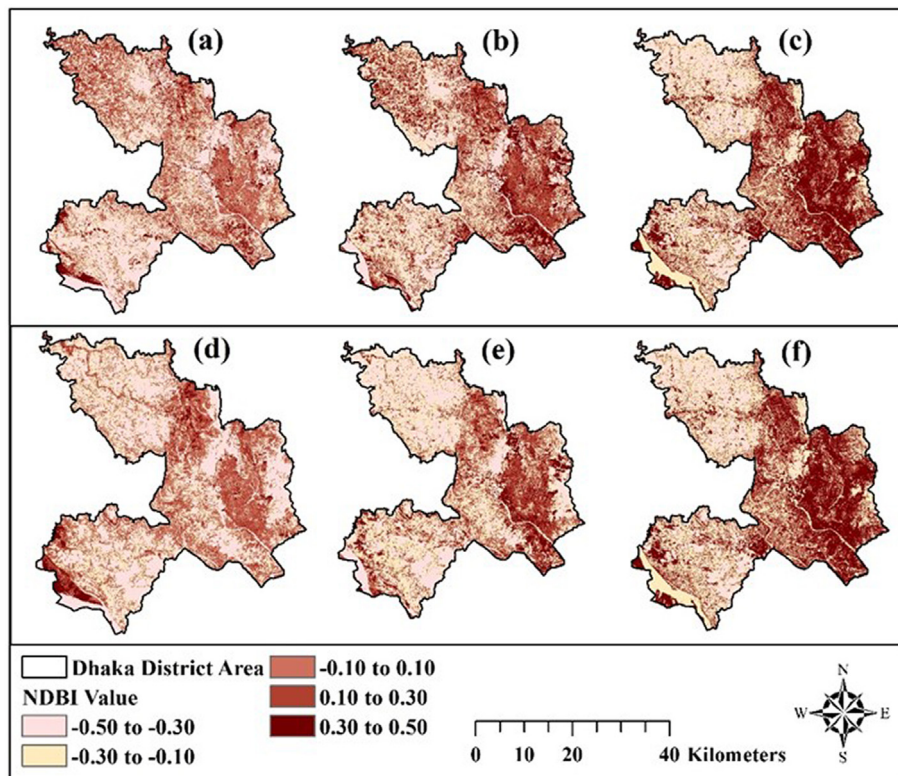 (a) (b) (c)
(d) (e) (f)
Dhaka District Area
NDBI Value
-0.50 to -0.30
-0.30 to -0.10
-0.10 to 0.10
0.10 to 0.30
0.30 to 0.50
0 10 20 40 Kilometers
N
W E
S